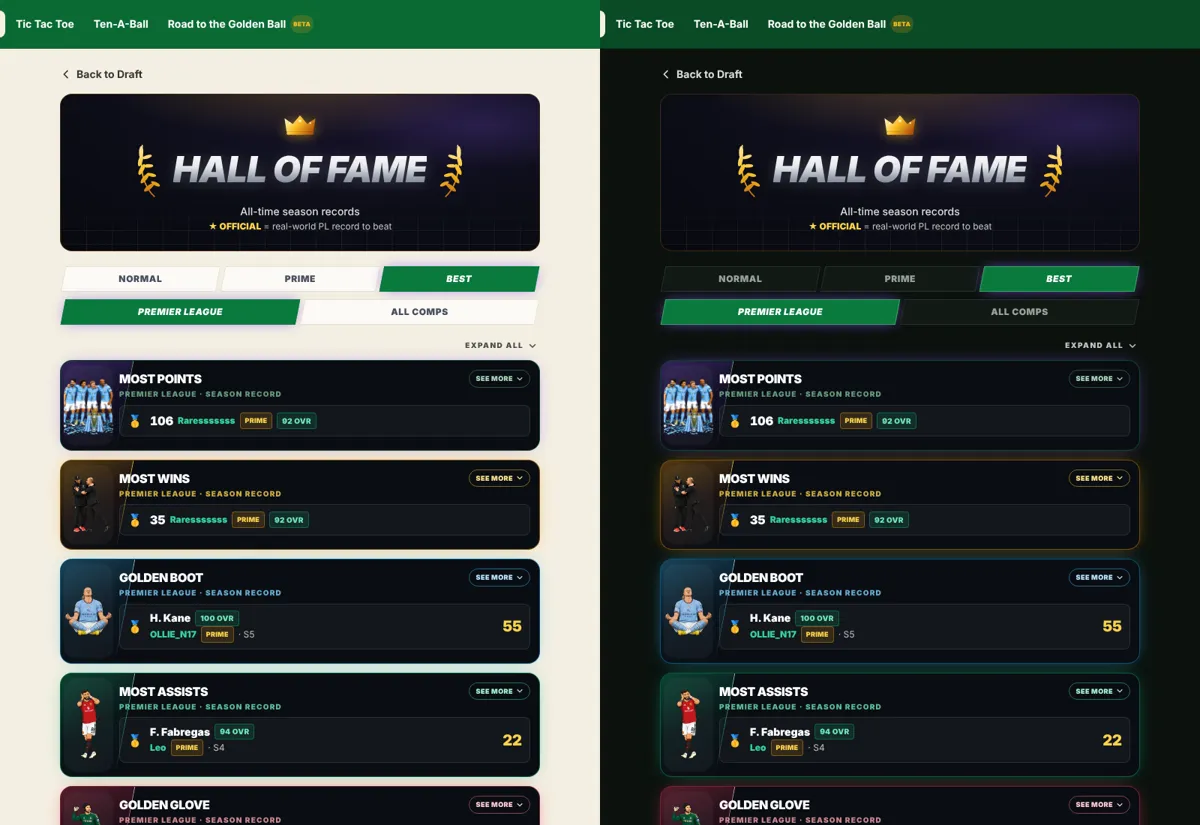 Tic Tac Toe Ten-A-Ball Road to the Golden Ball BETA
Back to Draft
HALL OF FAME
All-time season records
★ OFFICIAL = real-world PL record to beat
NORMAL PRIME BEST
PREMIER LEAGUE ALL COMPS
EXPAND ALL
MOST POINTS SEE MORE
PREMIER LEAGUE · SEASON RECORD
106 Raresssssss PRIME 92 OVR
MOST WINS SEE MORE
PREMIER LEAGUE · SEASON RECORD
35 Raresssssss PRIME 92 OVR
GOLDEN BOOT SEE MORE
PREMIER LEAGUE · SEASON RECORD
H. Kane 100 OVR
OLLIE_N17 PRIME · S5 55
MOST ASSISTS SEE MORE
PREMIER LEAGUE · SEASON RECORD
F. Fabregas 94 OVR
Leo PRIME · S4 22
GOLDEN GLOVE SEE MORE
PREMIER LEAGUE · SEASON RECORD
Tic Tac Toe Ten-A-Ball Road to the Golden Ball BETA
Back to Draft
HALL OF FAME
All-time season records
★ OFFICIAL = real-world PL record to beat
NORMAL PRIME BEST
PREMIER LEAGUE ALL COMPS
EXPAND ALL
MOST POINTS SEE MORE
PREMIER LEAGUE · SEASON RECORD
106 Raresssssss PRIME 92 OVR
MOST WINS SEE MORE
PREMIER LEAGUE · SEASON RECORD
35 Raresssssss PRIME 92 OVR
GOLDEN BOOT SEE MORE
PREMIER LEAGUE · SEASON RECORD
H. Kane 100 OVR
OLLIE_N17 PRIME · S5 55
MOST ASSISTS SEE MORE
PREMIER LEAGUE · SEASON RECORD
F. Fabregas 94 OVR
Leo PRIME · S4 22
GOLDEN GLOVE SEE MORE
PREMIER LEAGUE · SEASON RECORD